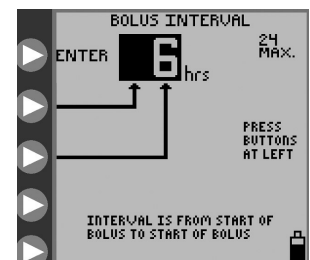 BOLUS INTERVAL
24
MAX.
ENTER 6 hrs
PRESS
BUTTONS
AT LEFT
INTERVAL IS FROM START OF
BOLUS TO START OF BOLUS